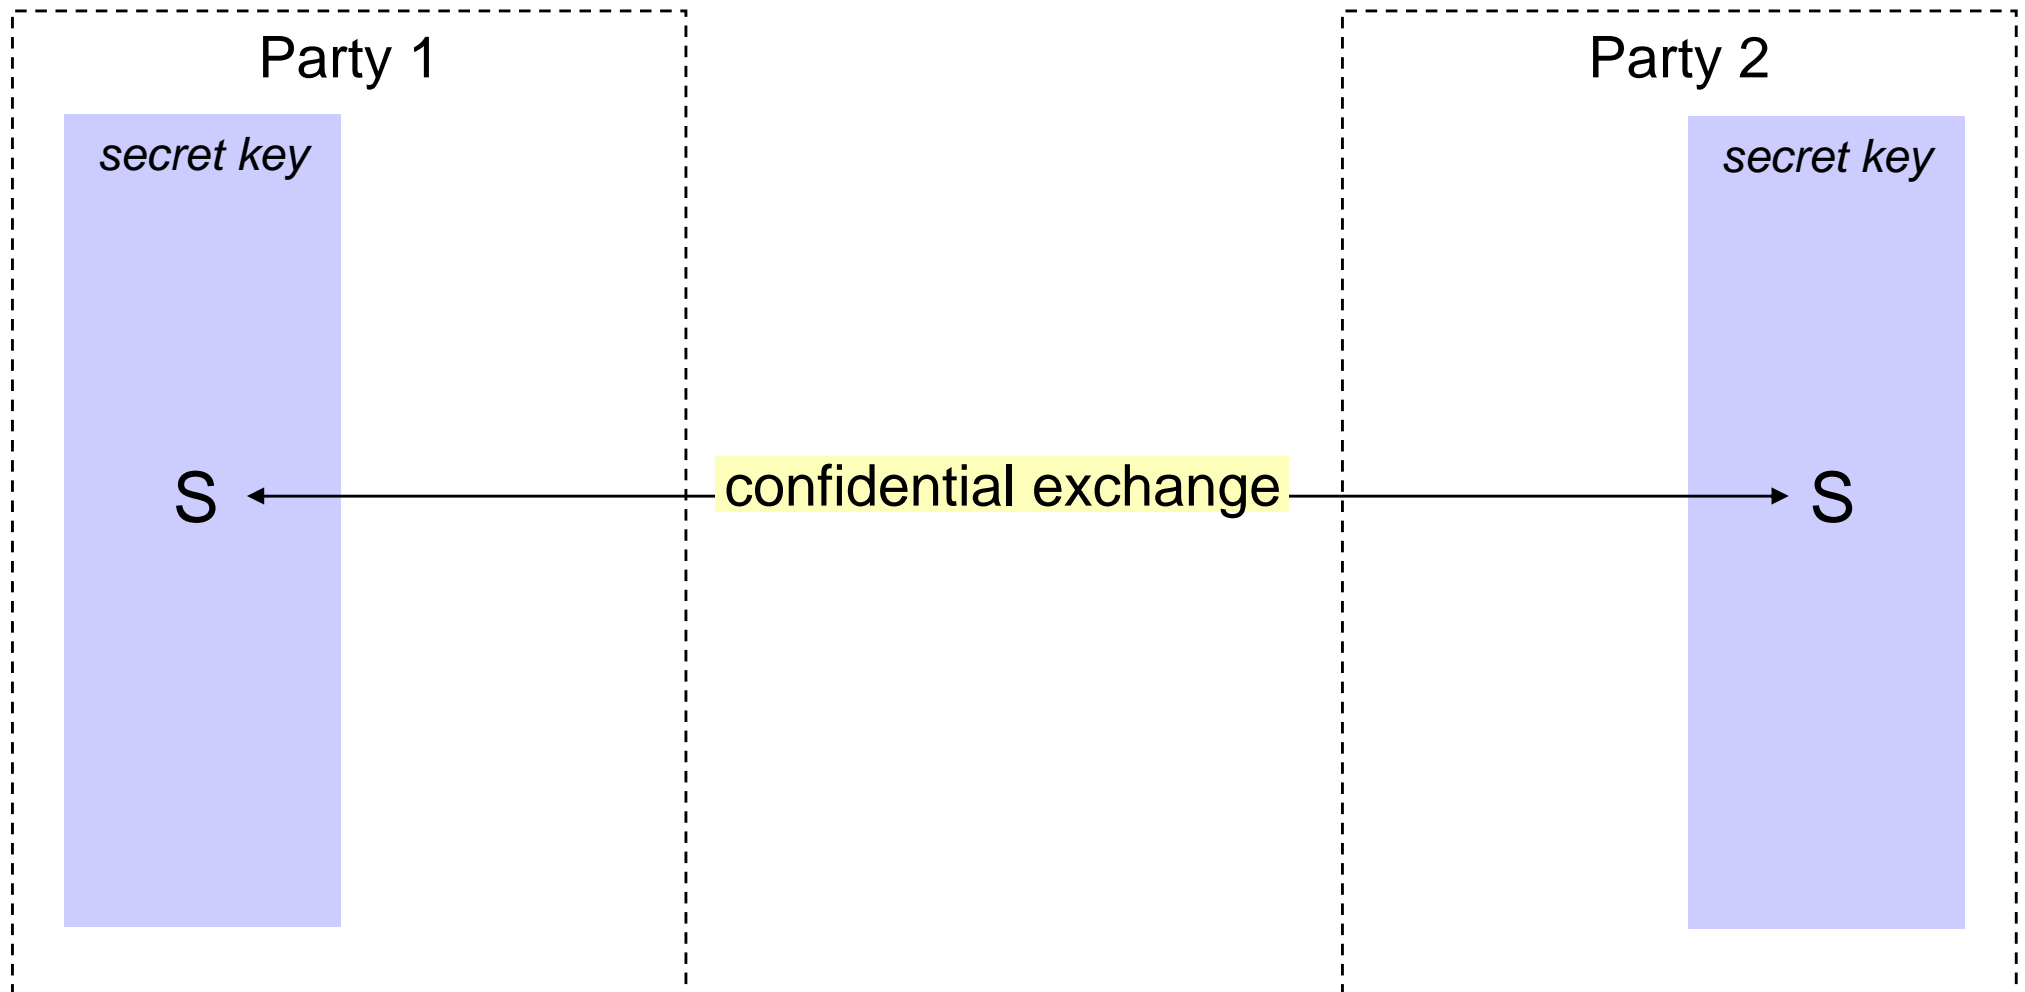 Party 1
Party 2
secret key
secret key
S
confidential exchange
S